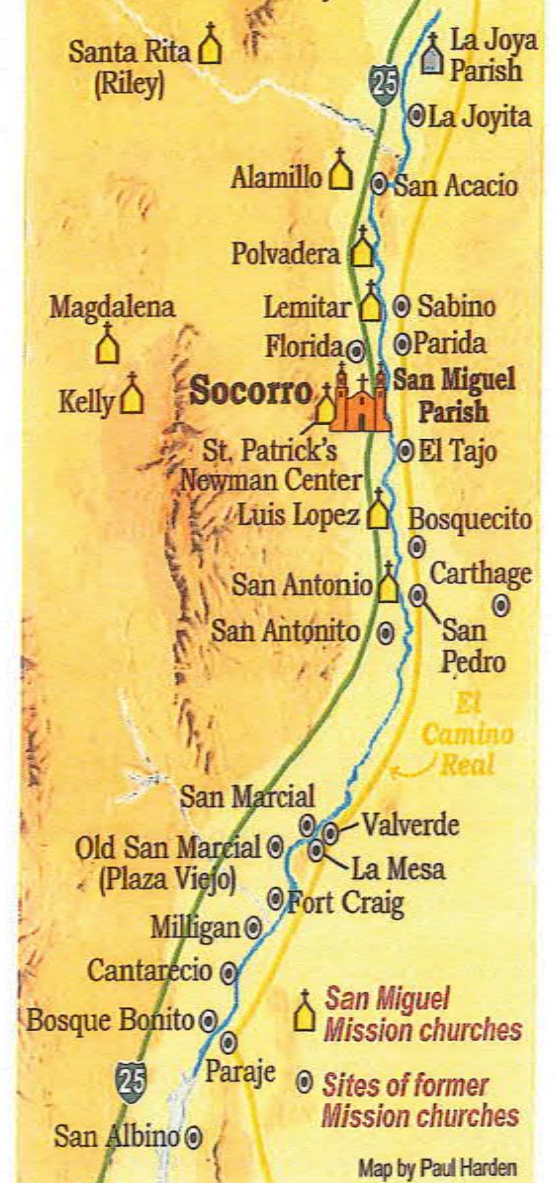 Santa Rita
(Riley)
La Joya
Parish
25
La Joyita
Alamillo
San Acacio
Polvadera
Magdalena
Lemitar
Sabino
Florida
Parida
Kelly
Socorro
San Miguel
Parish
St. Patrick's
Newman Center
El Tajo
Luis Lopez
Bosquecito
San Antonio
Carthage
San Antonito
San
Pedro
El
Camino
Real
San Marcial
Valverde
Old San Marcial
(Plaza Viejo)
La Mesa
Fort Craig
Milligan
Cantarecio
San Miguel
Mission churches
Bosque Bonito
Paraje
25
Sites of former
Mission churches
San Albino
Map by Paul Harden